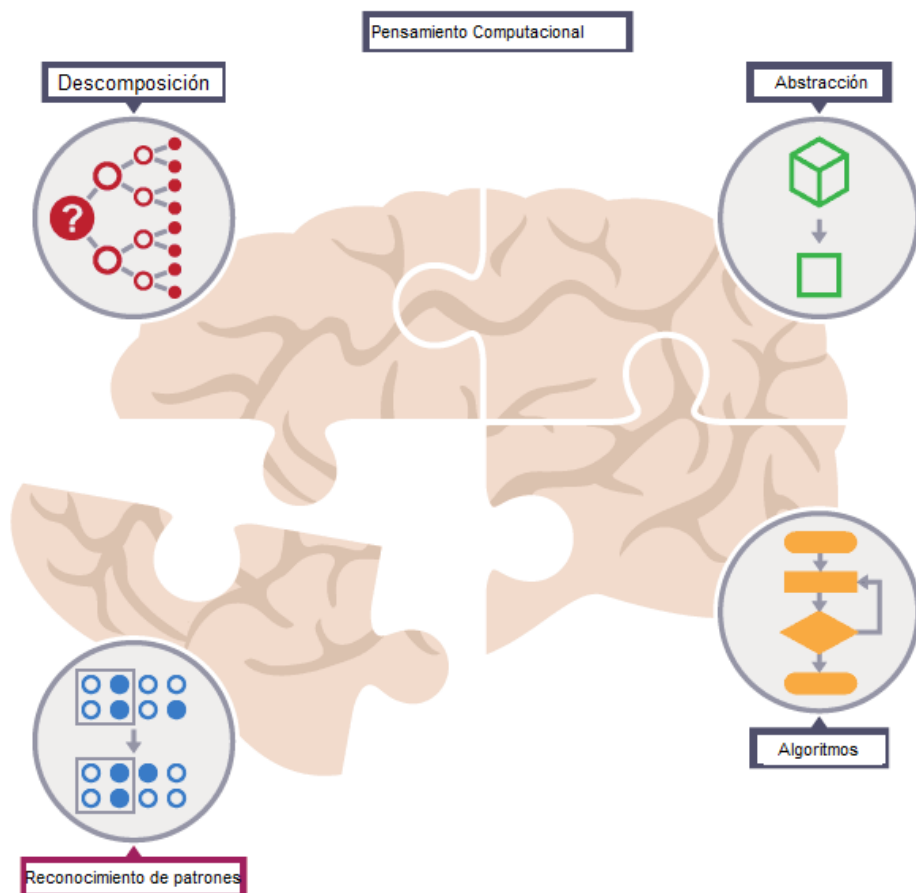 Pensamiento Computacional
Descomposición
Abstracción
?
Algoritmos
Reconocimiento de patrones